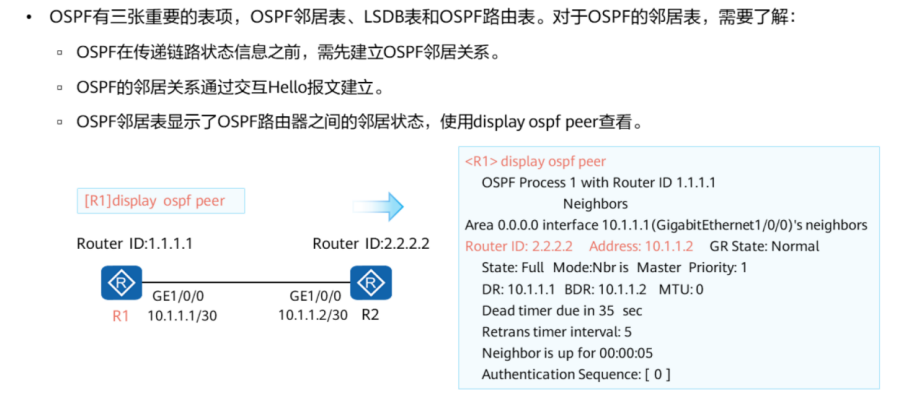 • OSPF有三张重要的表项，OSPF邻居表、LSDB表和OSPF路由表。对于OSPF的邻居表，需要了解：
▫ OSPF在传递链路状态信息之前，需先建立OSPF邻居关系。
▫ OSPF的邻居关系通过交互Hello报文建立。
▫ OSPF邻居表显示了OSPF路由器之间的邻居状态，使用display ospf peer查看。
[R1]display ospf peer
Router ID:1.1.1.1
Router ID:2.2.2.2
R
R
GE1/0/0
GE1/0/0
R1
10.1.1.1/30
10.1.1.2/30
R2
<R1> display ospf peer
OSPF Process 1 with Router ID 1.1.1.1
Neighbors
Area 0.0.0.0 interface 10.1.1.1(GigabitEthernet1/0/0)'s neighbors
Router ID: 2.2.2.2 Address: 10.1.1.2 GR State: Normal
State: Full Mode:Nbr is Master Priority: 1
DR: 10.1.1.1 BDR: 10.1.1.2 MTU: 0
Dead timer due in 35 sec
Retrans timer interval: 5
Neighbor is up for 00:00:05
Authentication Sequence: [ 0 ]